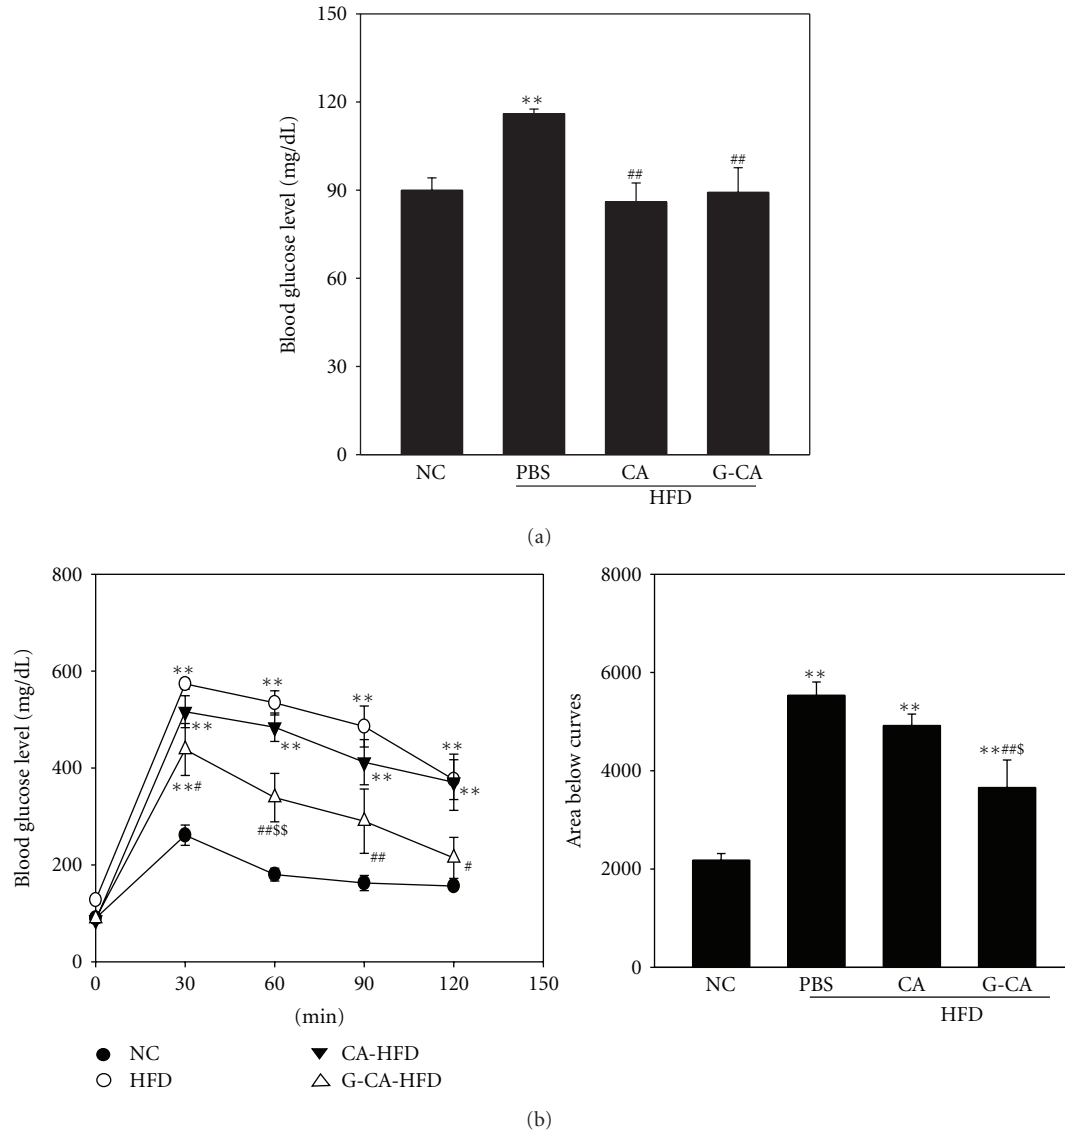 150
120
90
60
30
0
Blood glucose level (mg/dL)
**
##
##
NC PBS CA G-CA
HFD
(a)
800
600
400
200
0
Blood glucose level (mg/dL)
** ** ** **
** ** ** **
**# ##$$ ## #
0 30 60 90 120 150
(min)
NC
HFD
CA-HFD
G-CA-HFD
8000
6000
4000
2000
0
Area below curves
**
**
**##$
NC PBS CA G-CA
HFD
(b)